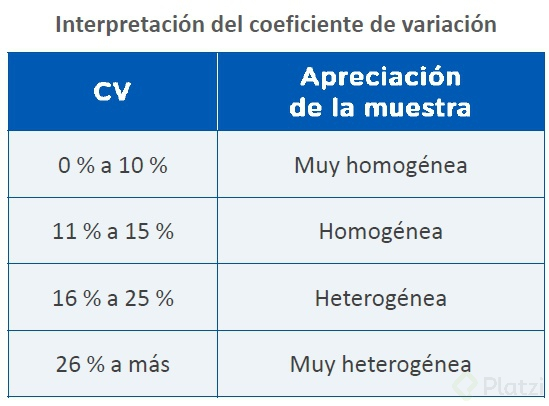 Interpretación del coeficiente de variación
CV
Apreciación
de la muestra
0 % a 10 %
Muy homogénea
11 % a 15 %
Homogénea
16 % a 25 %
Heterogénea
26 % a más
Muy heterogénea
Platzi